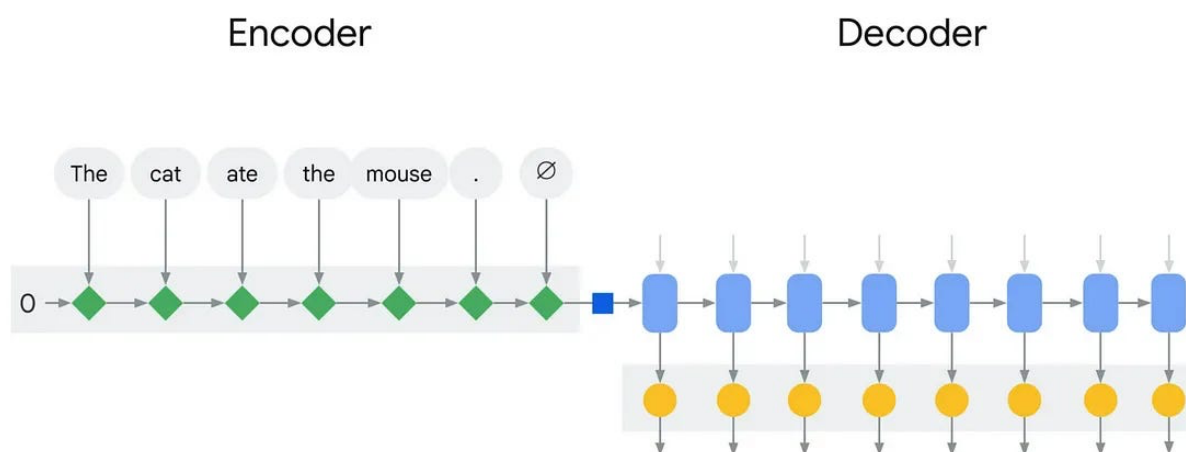 Encoder Decoder
The cat ate the mouse . ∅
0